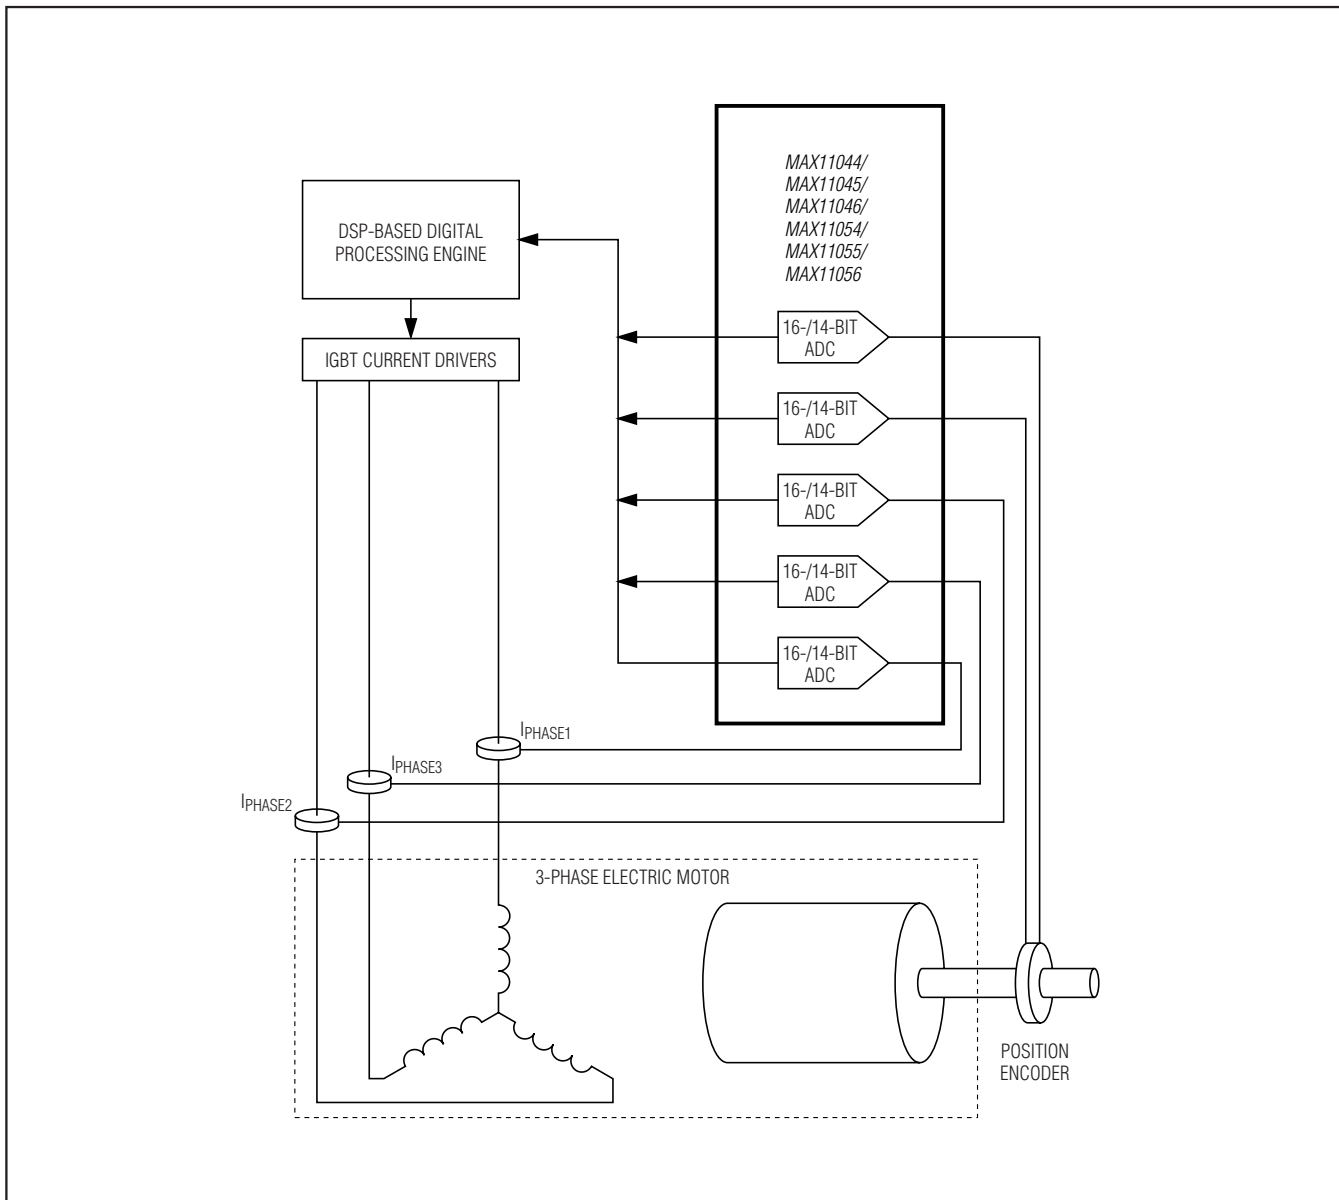 MAX11044/
MAX11045/
MAX11046/
MAX11054/
MAX11055/
MAX11056
DSP-BASED DIGITAL
PROCESSING ENGINE
IGBT CURRENT DRIVERS
16-/14-BIT
ADC
16-/14-BIT
ADC
16-/14-BIT
ADC
16-/14-BIT
ADC
16-/14-BIT
ADC
IPHASE1
IPHASE3
IPHASE2
3-PHASE ELECTRIC MOTOR
POSITION
ENCODER